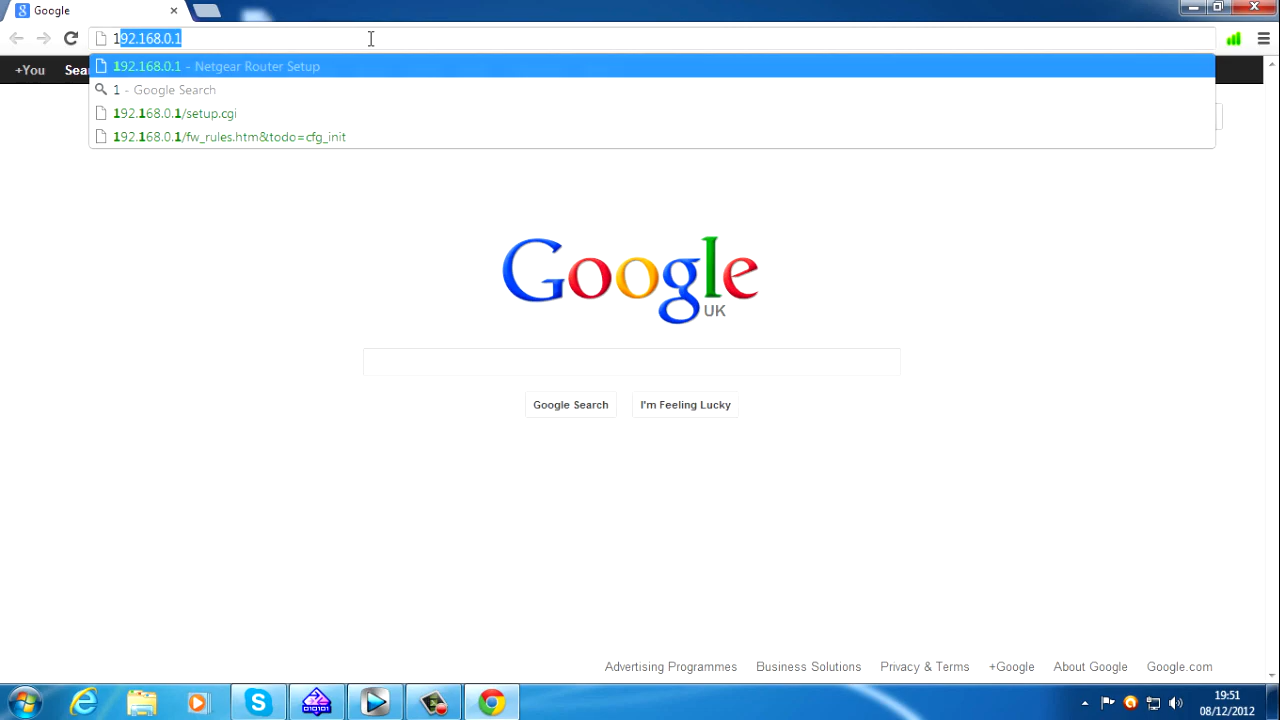 Google
192.168.0.1
192.168.0.1 - Netgear Router Setup
+You Sea
1 - Google Search
192.168.0.1/setup.cgi
192.168.0.1/fw_rules.htm&todo=cfg_init
Google
UK
Google Search I'm Feeling Lucky
Advertising Programmes Business Solutions Privacy & Terms +Google About Google Google.com
010101
19:51
08/12/2012